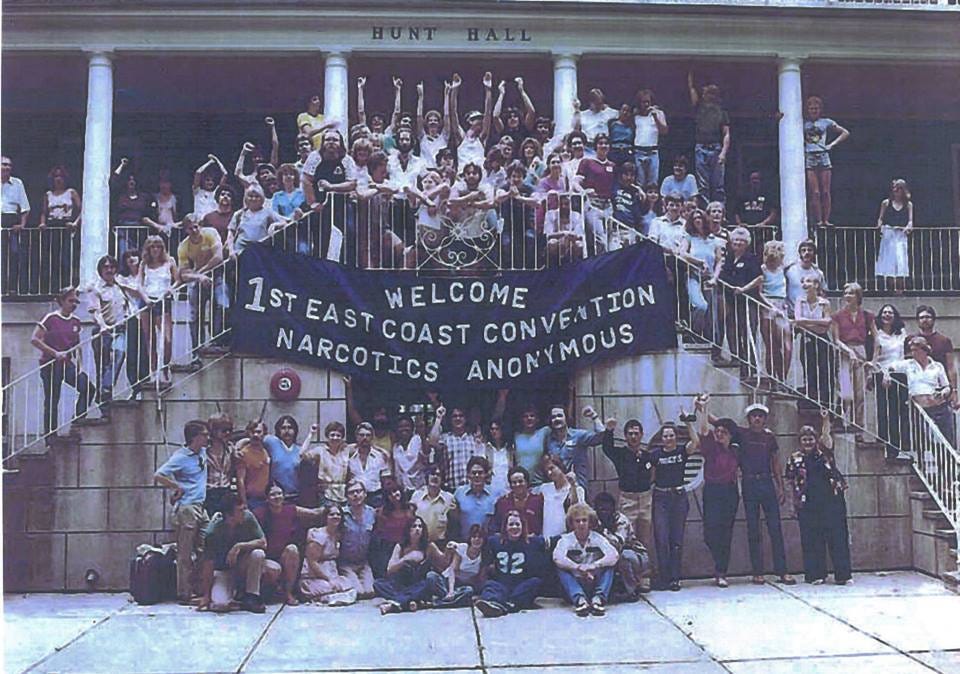 HUNT HALL
WELCOME
1ST EAST COAST CONVENTION
NARCOTICS ANONYMOUS
32